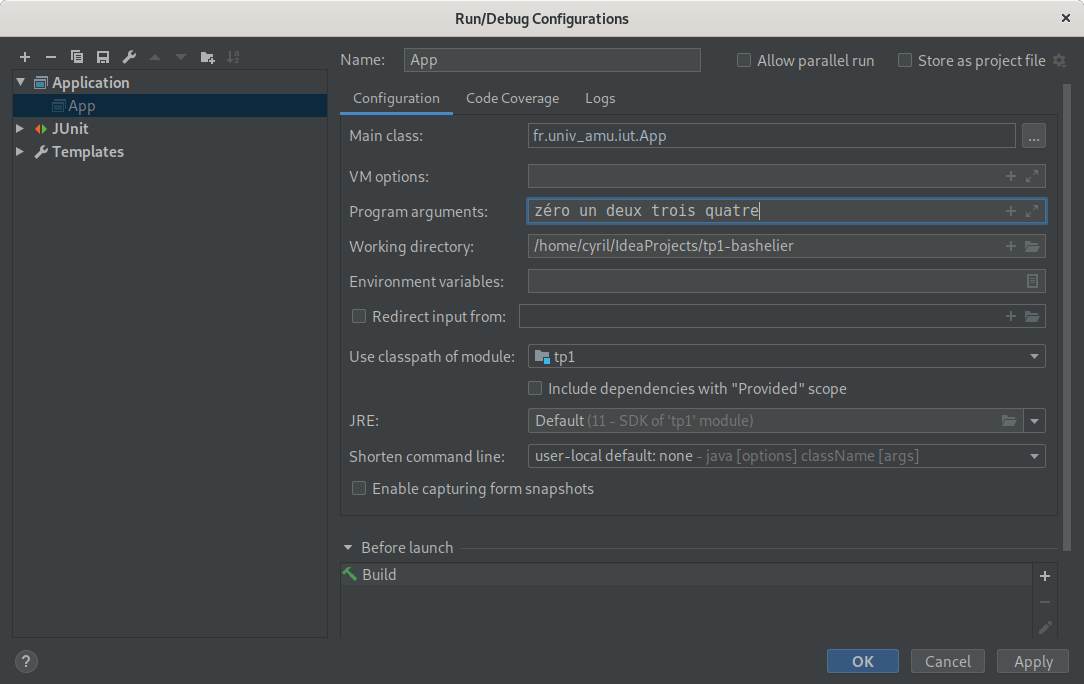 Run/Debug Configurations
Name: App
Allow parallel run
Store as project file
Application
App
JUnit
Templates
Configuration Code Coverage Logs
Main class: fr.univ_amu.iut.App ...
VM options:
Program arguments: zéro un deux trois quatre
Working directory: /home/cyril/IdeaProjects/tp1-bashelier
Environment variables:
Redirect input from:
Use classpath of module: tp1
Include dependencies with "Provided" scope
JRE: Default (11 - SDK of 'tp1' module)
Shorten command line: user-local default: none - java [options] className [args]
Enable capturing form snapshots
Before launch
Build
? OK Cancel Apply